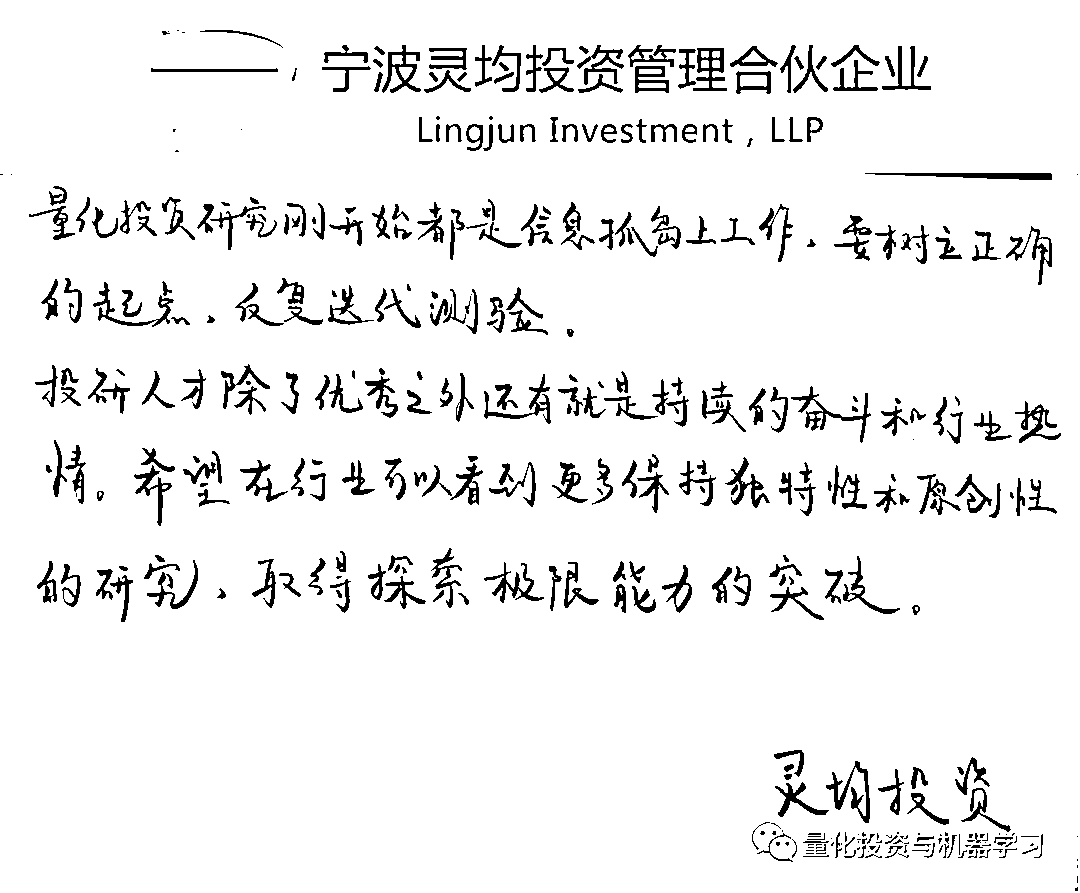 宁波灵均投资管理合伙企业
Lingjun Investment , LLP
量化投资研究刚开始都是信息孤岛上工作，要树立正确
的起点，反复迭代测验。
投研人才除了优秀之外还有就是持续的奋斗和行业热
情。希望在行业可以看到更多保持独特性和原创性
的研究，取得探索极限能力的突破。
灵均投资
量化投资与机器学习